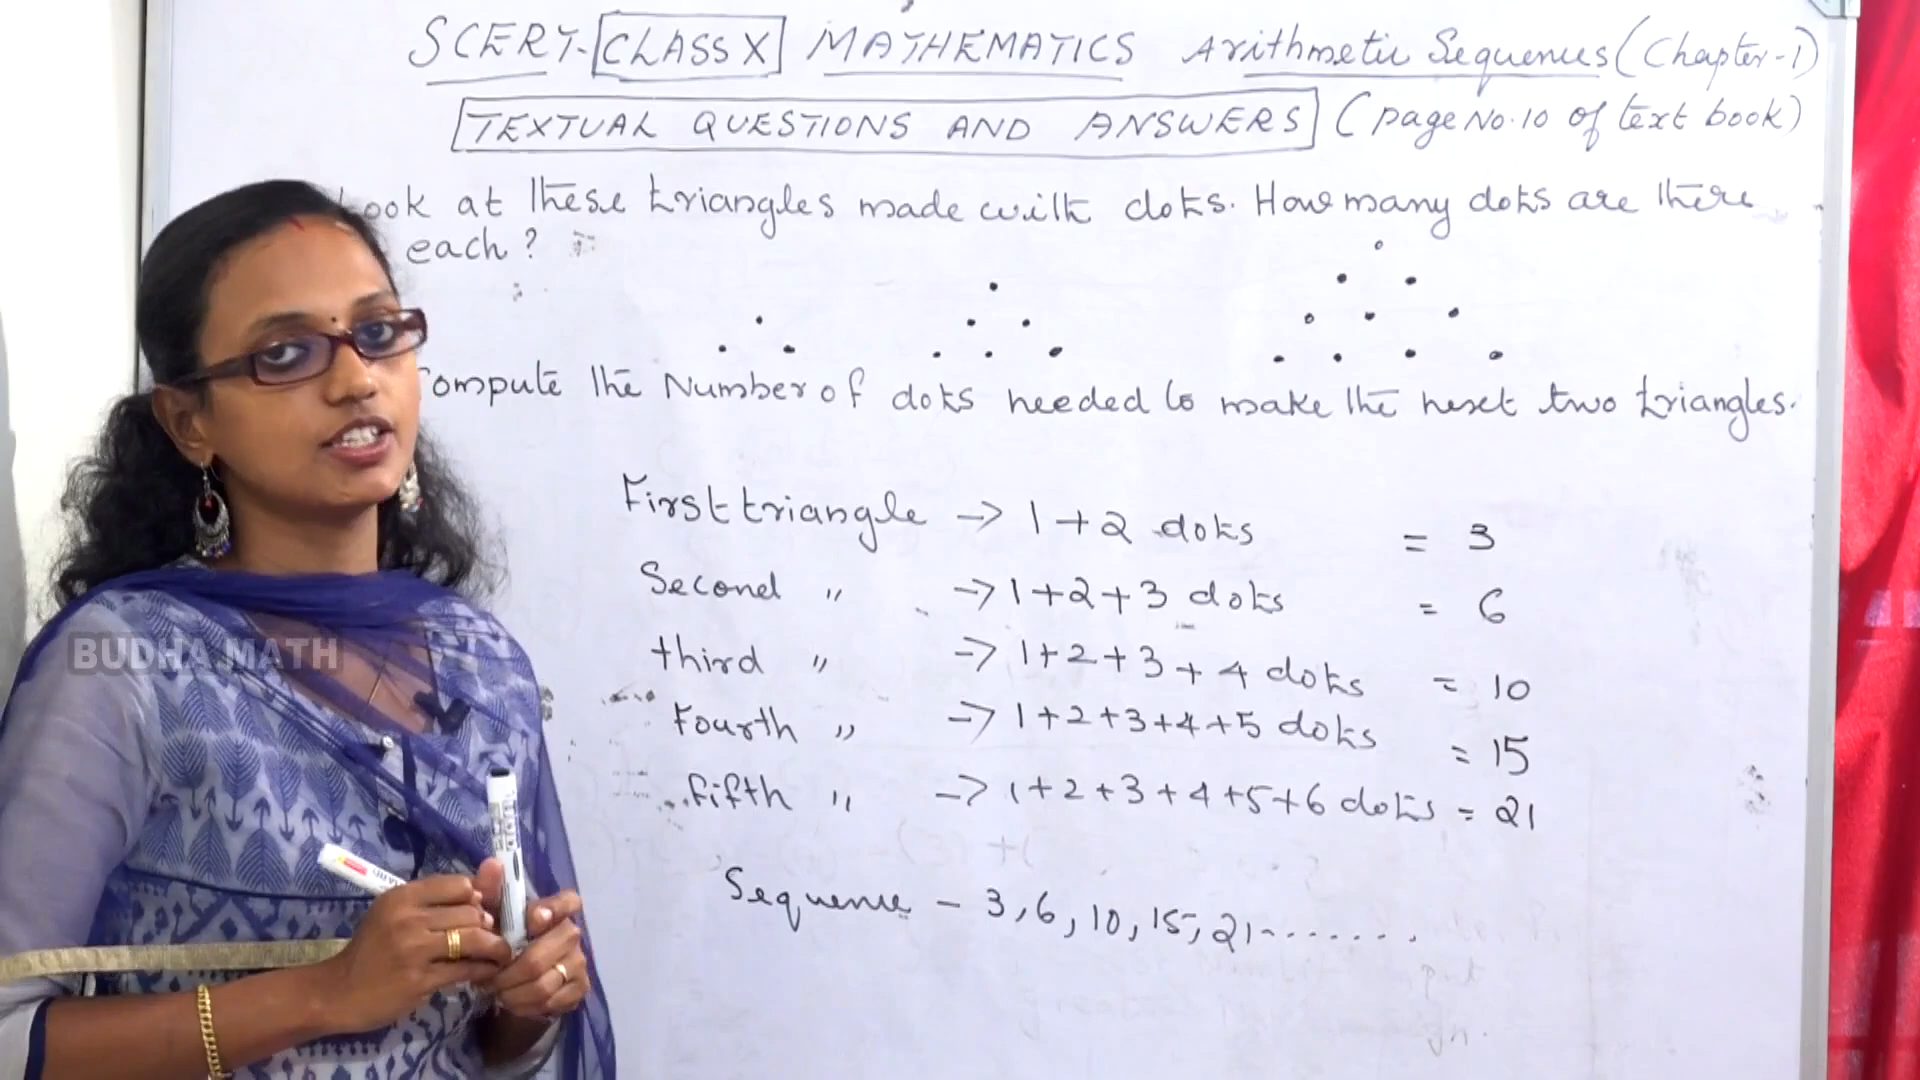 SCERT-CLASS X MATHEMATICS Arithmetic Sequences (Chapter-1)
TEXTUAL QUESTIONS AND ANSWERS (page No.10 of text book)
ook at these triangles made with dots. How many dots are there
each?
ompute the Number of dots needed to make the next two triangles.
First triangle → 1+2 dots = 3
Second " → 1+2+3 dots = 6
third " → 1+2+3+4 dots = 10
Fourth " → 1+2+3+4+5 dots = 15
fifth " → 1+2+3+4+5+6 dots = 21
Sequence - 3, 6, 10, 15, 21.......
BUDHA MATH